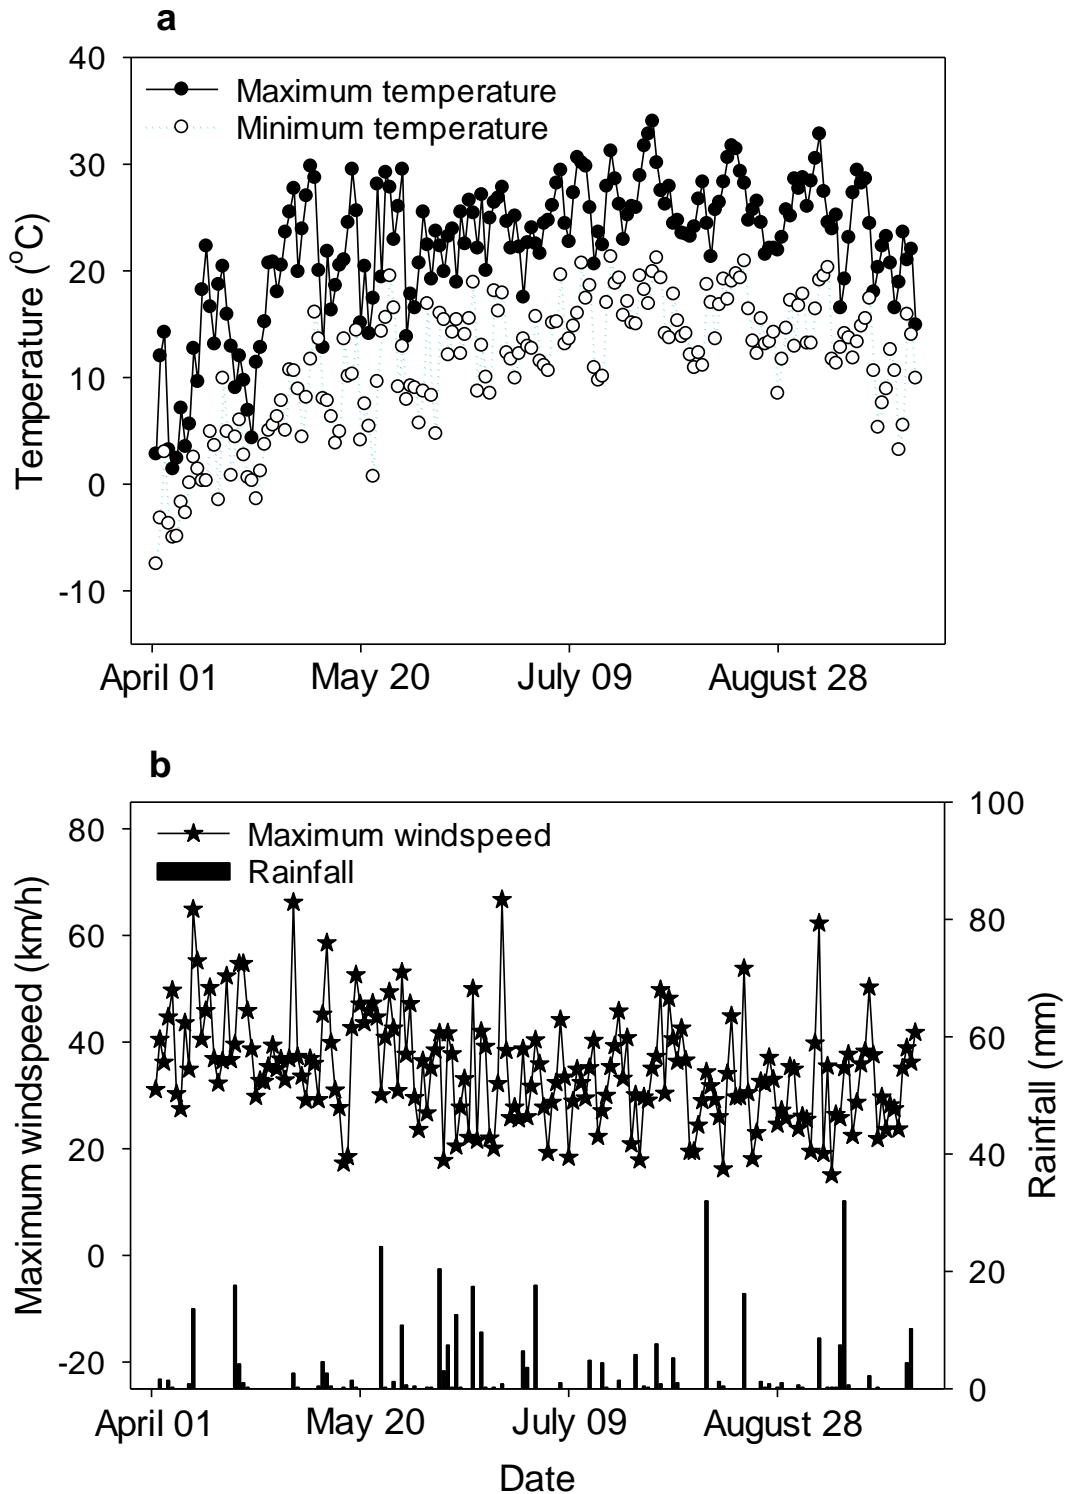 a
40
Maximum temperature
Minimum temperature
30
20
10
0
-10
Temperature (oC)
April 01 May 20 July 09 August 28
b
80
100
Maximum windspeed
Rainfall
80
60
60
40
40
20
0
20
-20
0
Maximum windspeed (km/h)
Rainfall (mm)
April 01 May 20 July 09 August 28
Date